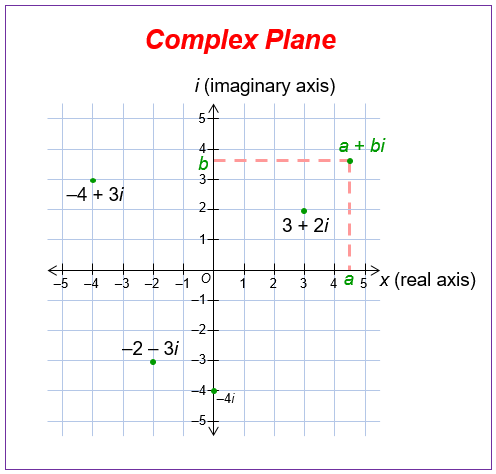 Complex Plane
i (imaginary axis)
5
4
a + bi
b
3
–4 + 3i
2
3 + 2i
1
O
–5 –4 –3 –2 –1 1 2 3 4 a 5 x (real axis)
–1
–2
–2 – 3i
–3
–4
–4i
–5